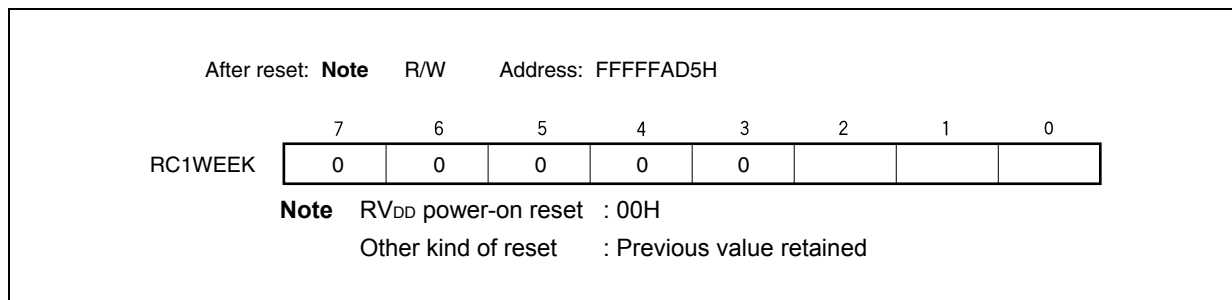 After reset: Note R/W Address: FFFFFAD5H
7 6 5 4 3 2 1 0
RC1WEEK 0 0 0 0 0
Note RVDD power-on reset : 00H
Other kind of reset : Previous value retained